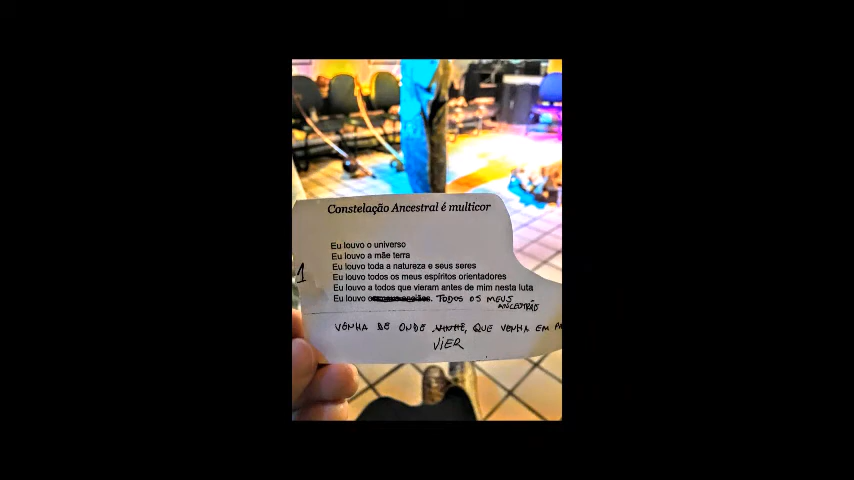 Constelação Ancestral é multicor
1
Eu louvo o universo
Eu louvo a mãe terra
Eu louvo toda a natureza e seus seres
Eu louvo todos os meus espíritos orientadores
Eu louvo a todos que vieram antes de mim nesta luta
Eu louvo TODOS OS MEUS
VENHA DE ONDE QUE VENHA EM
VIER